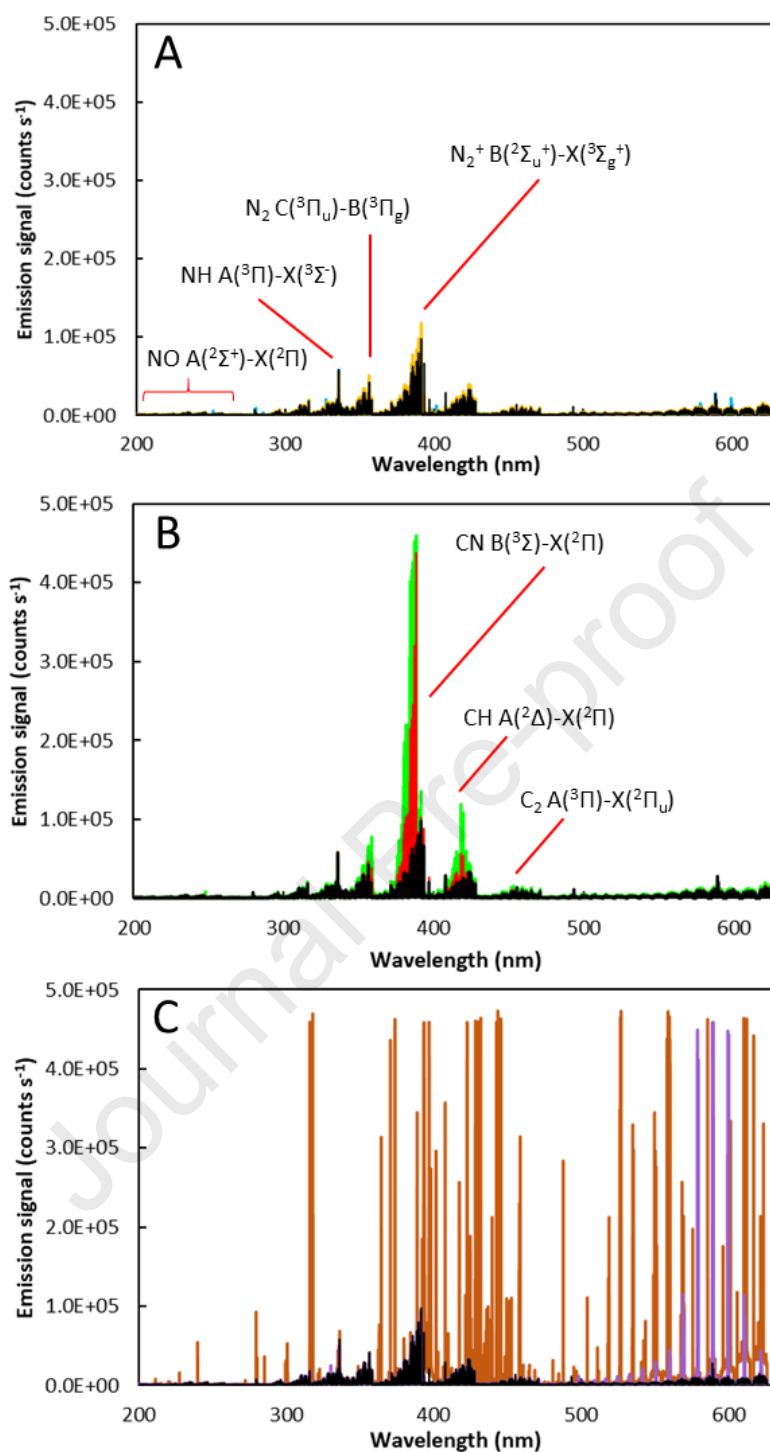 A
Emission signal (counts s⁻¹)
5.0E+05
4.0E+05
3.0E+05
2.0E+05
1.0E+05
0.0E+00
N₂⁺ B(²Σᵤ⁺)-X(³Σg⁺)
N₂ C(³Πᵤ)-B(³Πg)
NH A(³Π)-X(³Σ⁻)
NO A(²Σ⁺)-X(²Π)
200 300 400 500 600
Wavelength (nm)
B
Emission signal (counts s⁻¹)
5.0E+05
4.0E+05
3.0E+05
2.0E+05
1.0E+05
0.0E+00
CN B(³Σ)-X(²Π)
CH A(²Δ)-X(²Π)
C₂ A(³Π)-X(²Πᵤ)
200 300 400 500 600
Wavelength (nm)
C
Emission signal (counts s⁻¹)
5.0E+05
4.0E+05
3.0E+05
2.0E+05
1.0E+05
0.0E+00
200 300 400 500 600
Wavelength (nm)
Journal Pre-proof